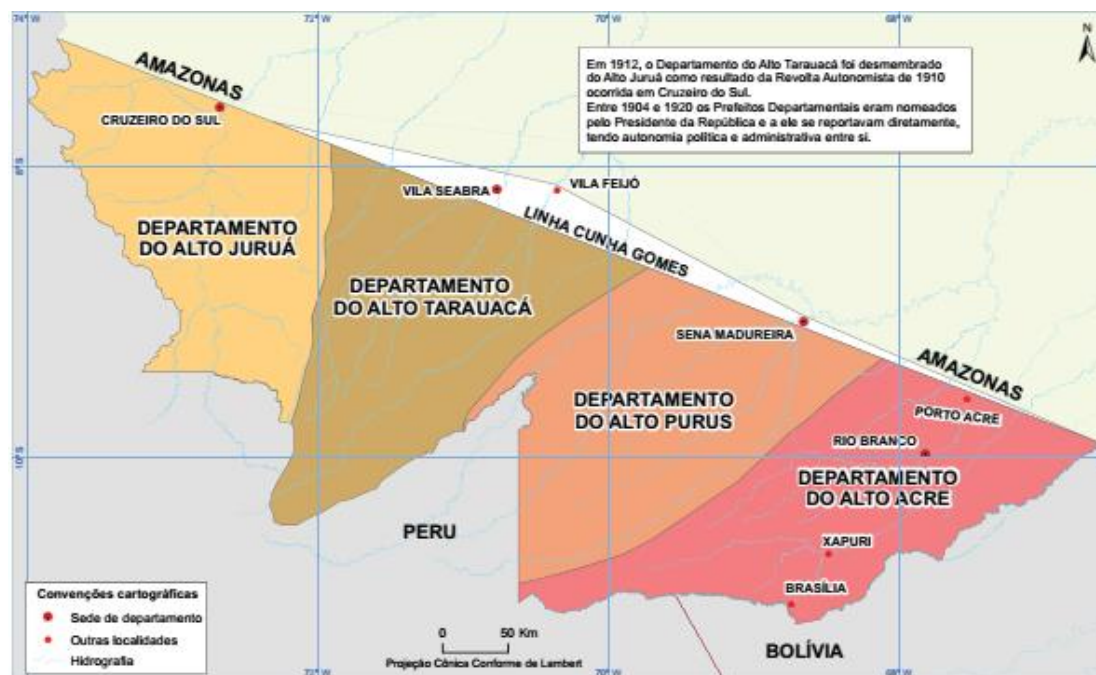 74° W
72° W
70° W
68° W
N
Em 1912, o Departamento do Alto Tarauacá foi desmembrado
do Alto Juruá como resultado da Revolta Autonomista de 1910
ocorrida em Cruzeiro do Sul.
Entre 1904 e 1920 os Prefeitos Departamentais eram nomeados
pelo Presidente da República e a ele se reportavam diretamente,
tendo autonomia política e administrativa entre si.
AMAZONAS
CRUZEIRO DO SUL
8° S
VILA SEABRA
VILA FEIJÓ
LINHA CUNHA GOMES
DEPARTAMENTO
DO ALTO JURUÁ
DEPARTAMENTO
DO ALTO TARAUACÁ
SENA MADUREIRA
AMAZONAS
DEPARTAMENTO
DO ALTO PURUS
PORTO ACRE
RIO BRANCO
10° S
DEPARTAMENTO
DO ALTO ACRE
PERU
XAPURI
BRASÍLIA
BOLÍVIA
Convenções cartográficas
Sede de departamento
Outras localidades
Hidrografia
0 50 Km
Projeção Cônica Conforme de Lambert
72° W
70° W
68° W